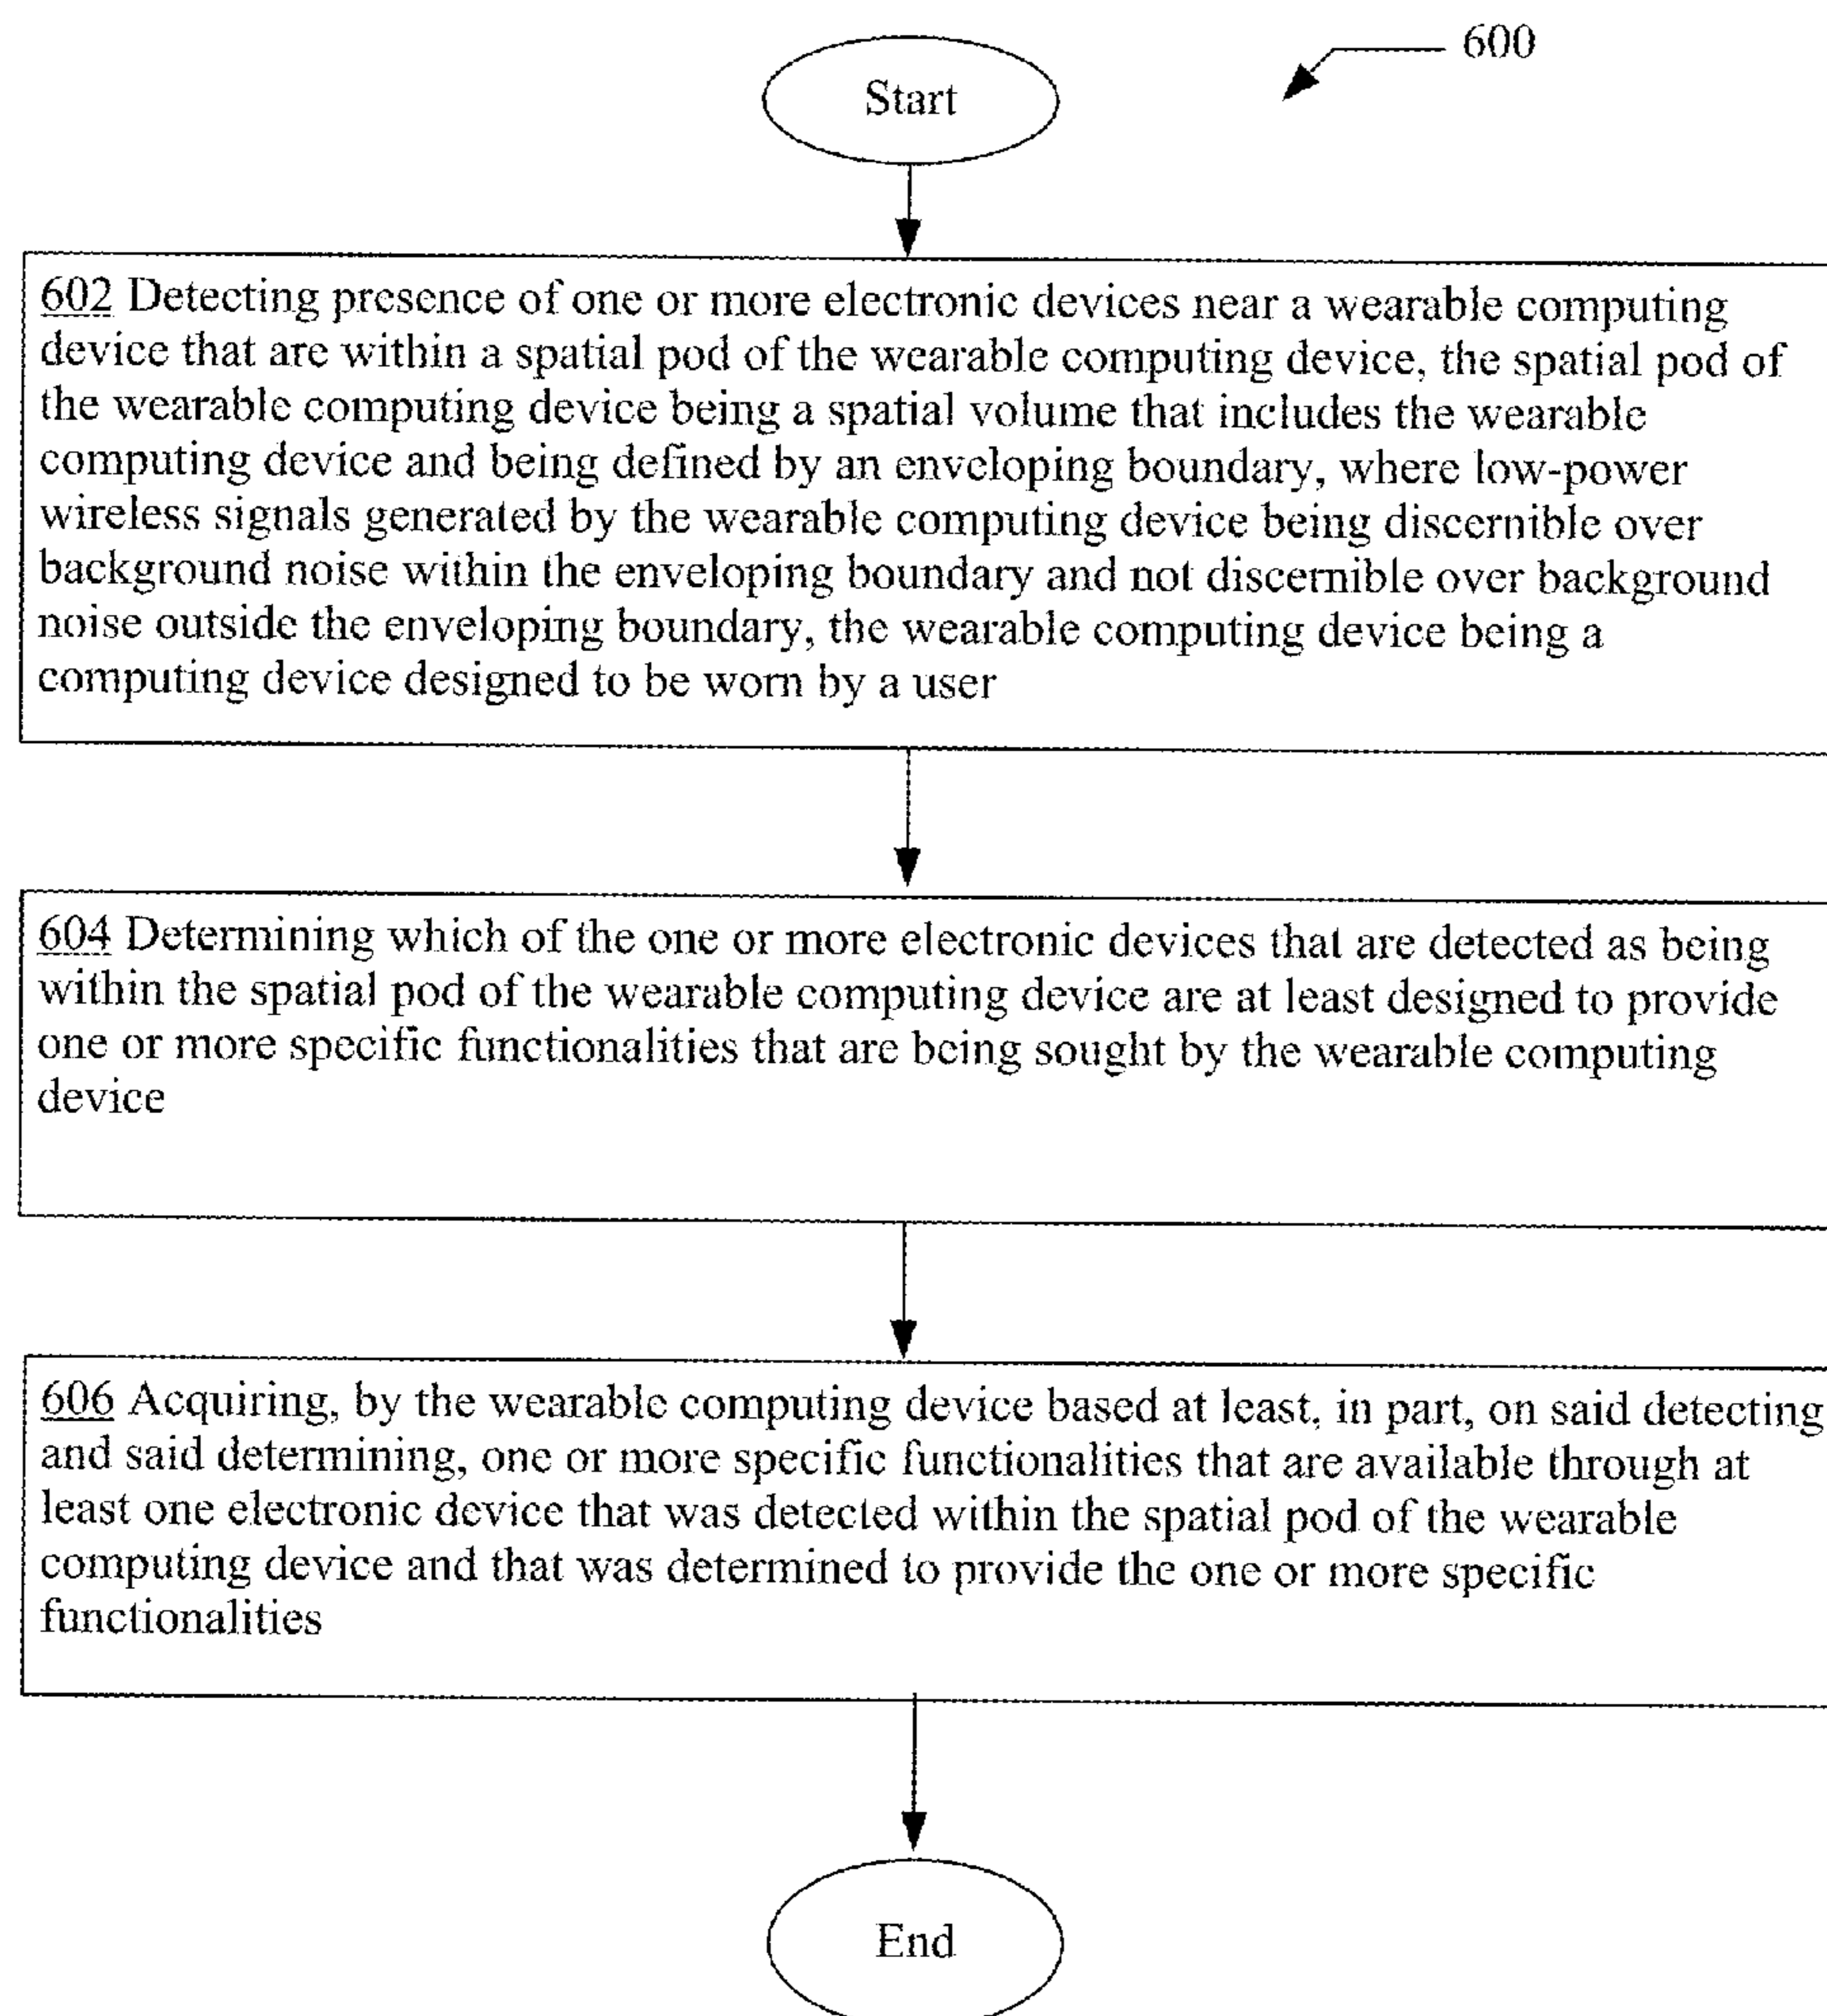 600
Start
602 Detecting presence of one or more electronic devices near a wearable computing
device that are within a spatial pod of the wearable computing device, the spatial pod of
the wearable computing device being a spatial volume that includes the wearable
computing device and being defined by an enveloping boundary, where low-power
wireless signals generated by the wearable computing device being discernible over
background noise within the enveloping boundary and not discernible over background
noise outside the enveloping boundary, the wearable computing device being a
computing device designed to be worn by a user
604 Determining which of the one or more electronic devices that are detected as being
within the spatial pod of the wearable computing device are at least designed to provide
one or more specific functionalities that are being sought by the wearable computing
device
606 Acquiring, by the wearable computing device based at least, in part, on said detecting
and said determining, one or more specific functionalities that are available through at
least one electronic device that was detected within the spatial pod of the wearable
computing device and that was determined to provide the one or more specific
functionalities
End